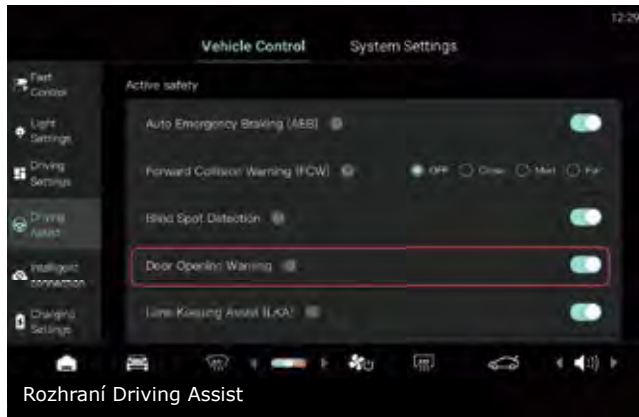 12:29
Vehicle Control System Settings
Fast
Control
Active safety
Light
Settings
Auto Emergency Braking (AEB)
Driving
Settings
Forward Collision Warning (FCW) OFF Close Med Far
Driving
Assist
Blind Spot Detection
Intelligent
connection
Door Opening Warning
Charging
Settings
Lane Keeping Assist (LKA)
Rozhraní Driving Assist